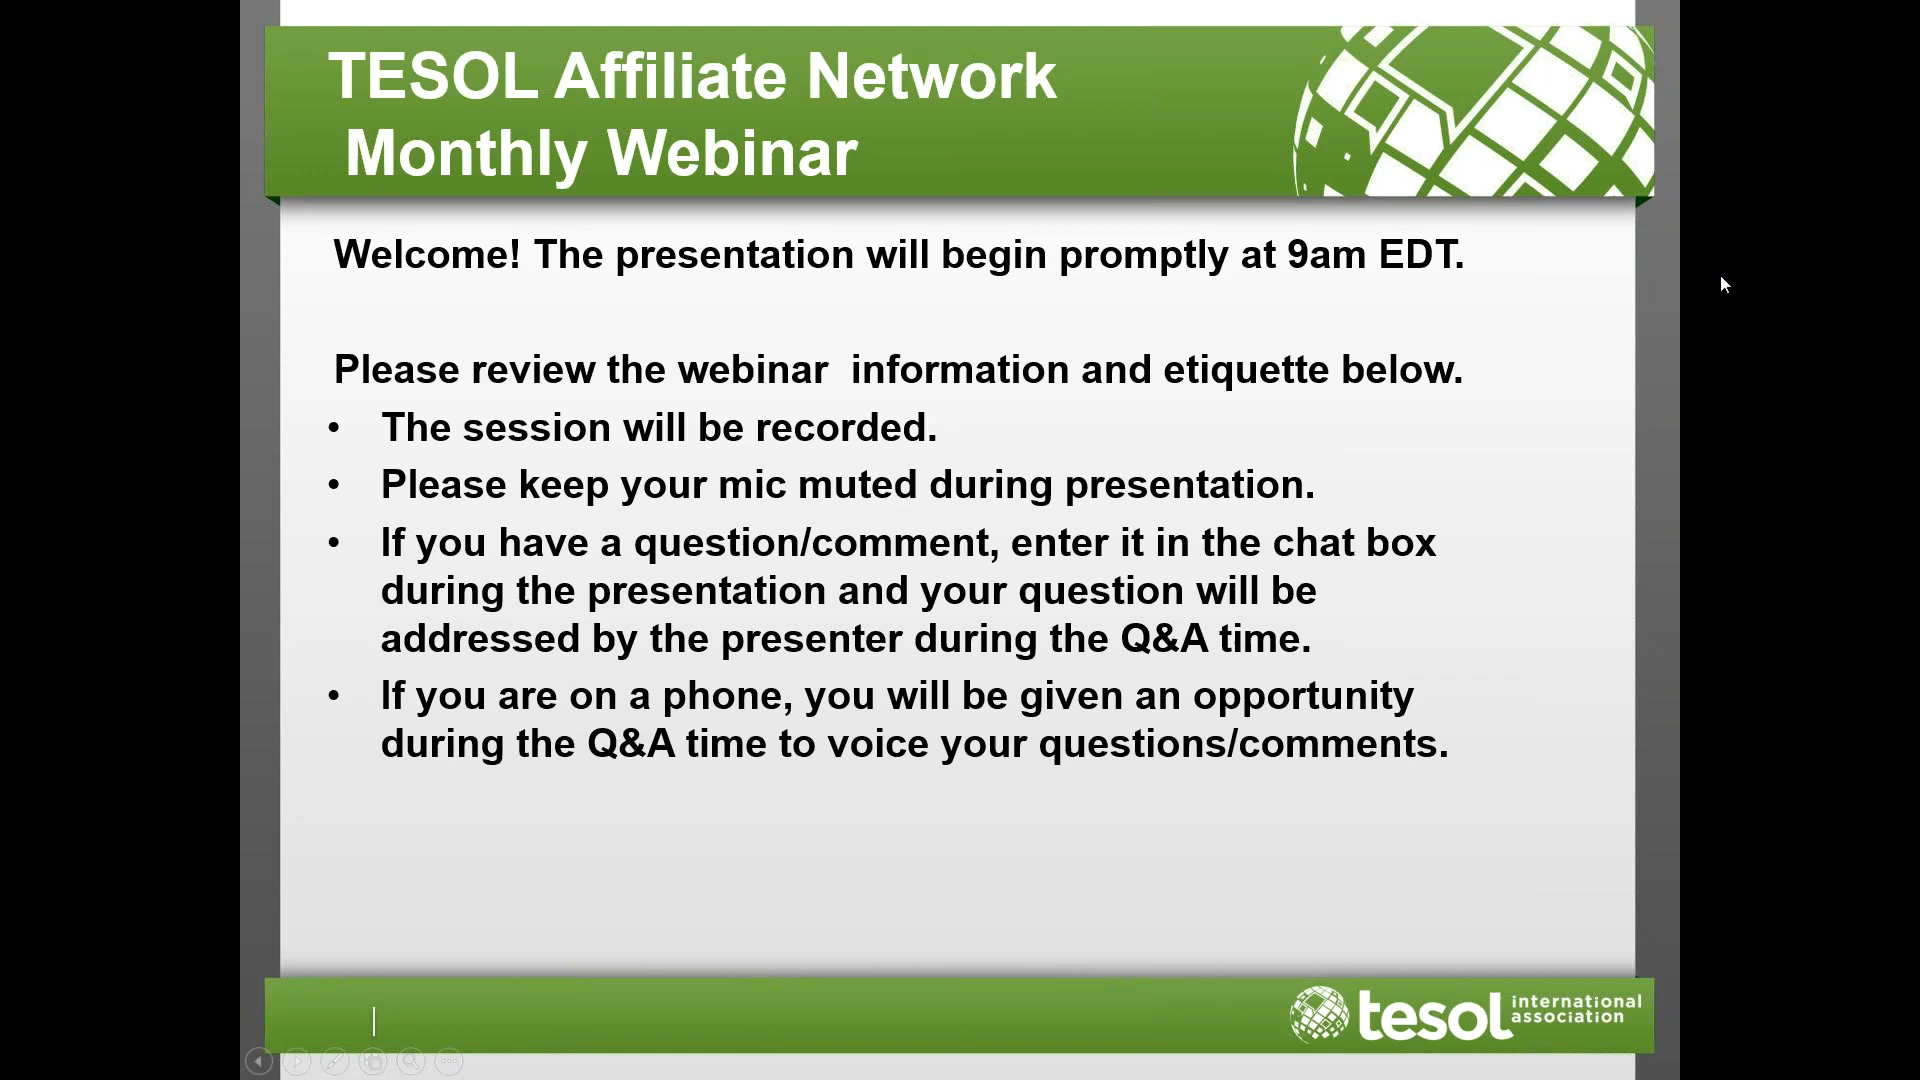 TESOL Affiliate Network
Monthly Webinar
Welcome! The presentation will begin promptly at 9am EDT.
Please review the webinar  information and etiquette below.
• The session will be recorded.
• Please keep your mic muted during presentation.
• If you have a question/comment, enter it in the chat box
during the presentation and your question will be
addressed by the presenter during the Q&A time.
• If you are on a phone, you will be given an opportunity
during the Q&A time to voice your questions/comments.
tesol international
association